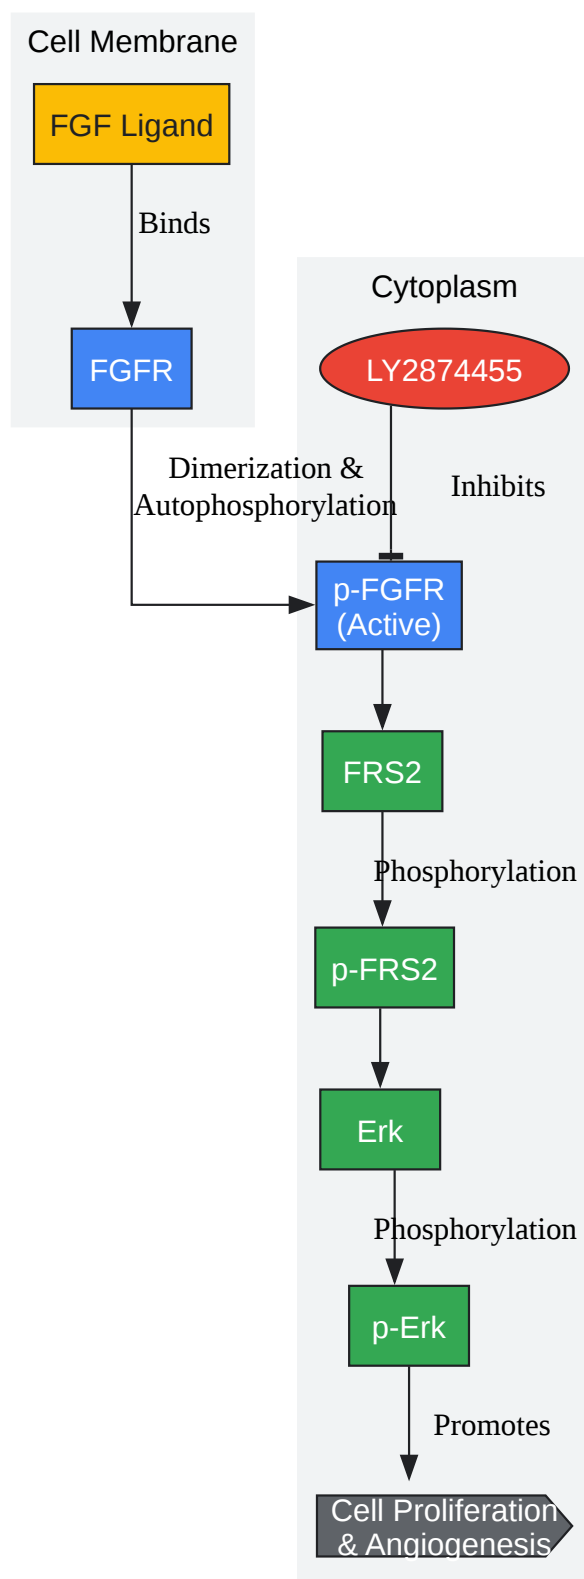 Cell Membrane
FGF Ligand
Binds
FGFR
Cytoplasm
LY2874455
Dimerization &
Autophosphorylation
Inhibits
p-FGFR
(Active)
FRS2
Phosphorylation
p-FRS2
Erk
Phosphorylation
p-Erk
Promotes
Cell Proliferation
& Angiogenesis